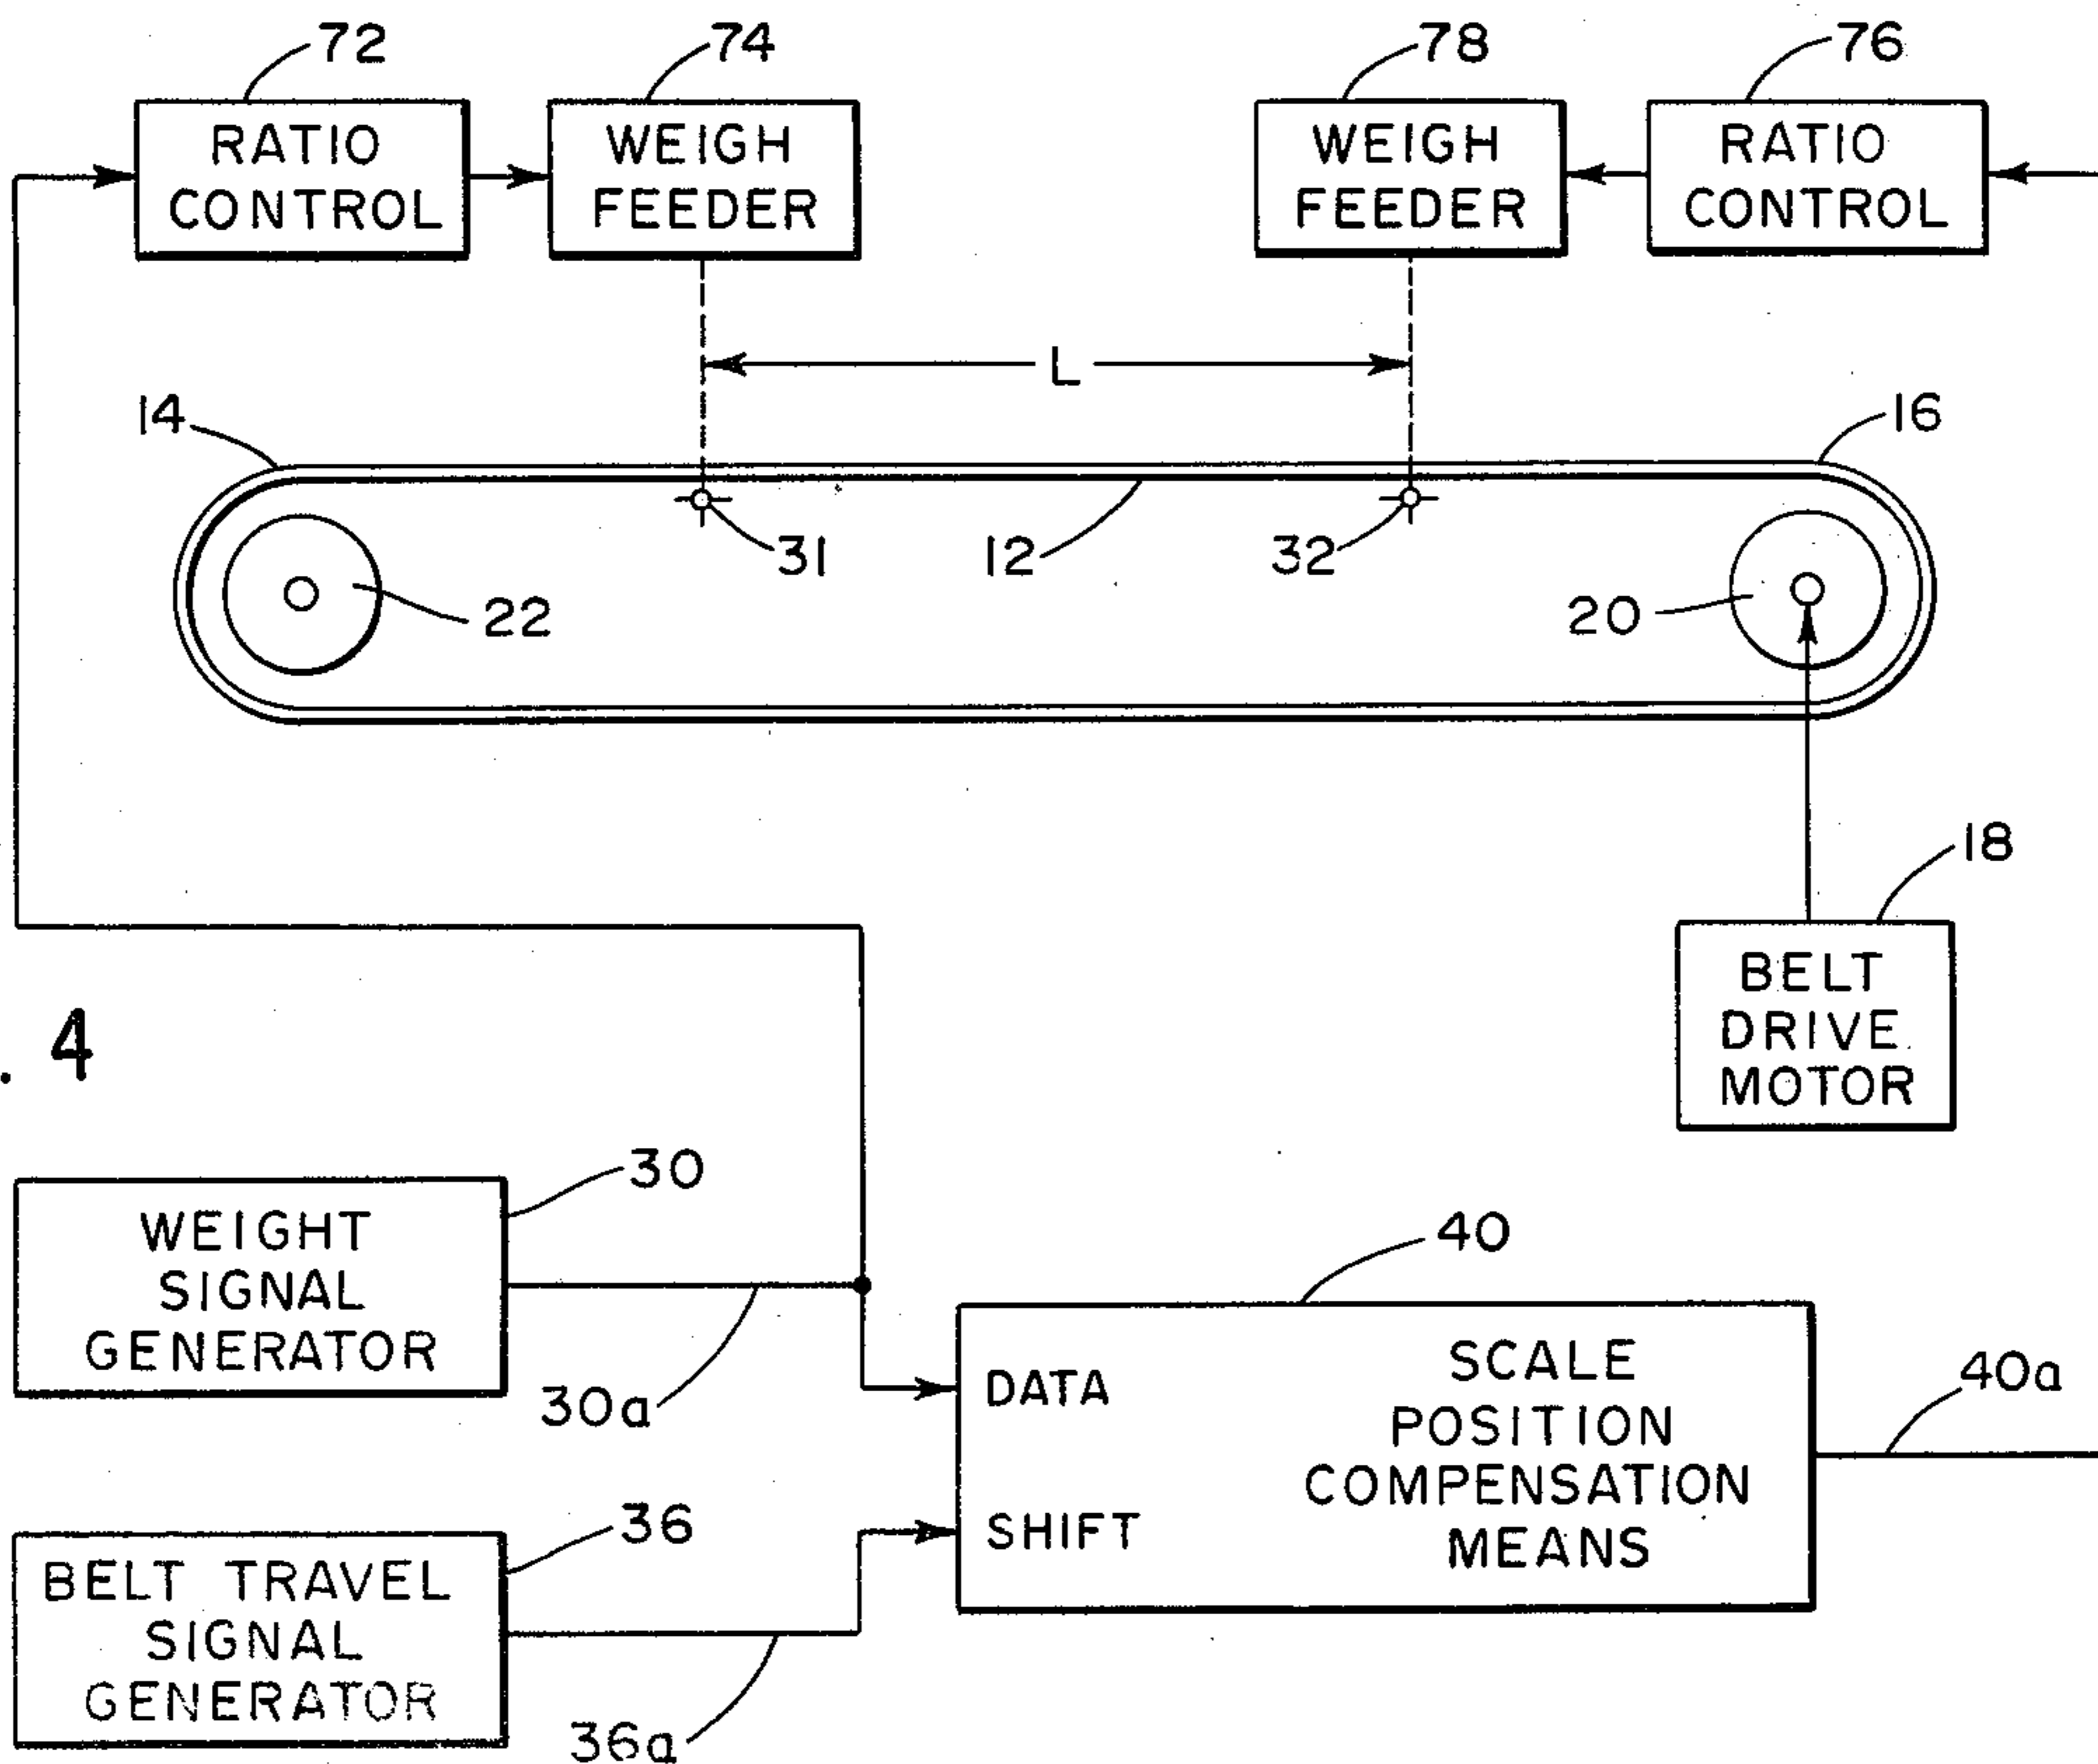 72
74
78
76
RATIO
CONTROL
WEIGH
FEEDER
WEIGH
FEEDER
RATIO
CONTROL
L
14
16
31
12
32
22
20
18
BELT
DRIVE
MOTOR
. 4
30
WEIGHT
SIGNAL
GENERATOR
30a
40
DATA
SHIFT
SCALE
POSITION
COMPENSATION
MEANS
40a
36
BELT TRAVEL
SIGNAL
GENERATOR
36a